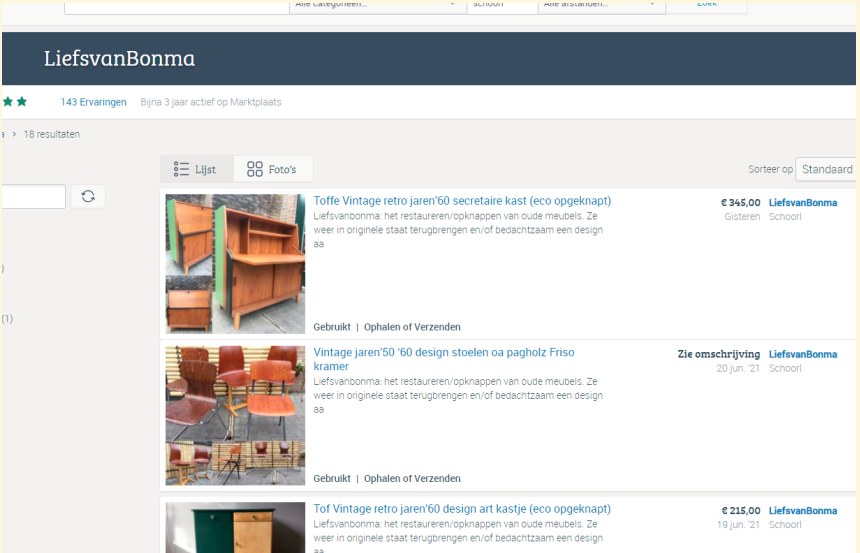 Alle categorieën...
schoorl
Alle afstanden...
Zoek
LiefsvanBonma
143 Ervaringen Bijna 3 jaar actief op Marktplaats
> 18 resultaten
Lijst Foto's
Sorteer op Standaard
Toffe Vintage retro jaren'60 secretaire kast (eco opgeknapt)
€ 345,00 LiefsvanBonma
Liefsvanbonma: het restaureren/opknappen van oude meubels. Ze
Gisteren Schoorl
weer in originele staat terugbrengen en/of bedachtzaam een design
aa
Gebruikt | Ophalen of Verzenden
(1)
Vintage jaren'50 '60 design stoelen oa pagholz Friso
kramer
Zie omschrijving LiefsvanBonma
20 jun. '21 Schoorl
Liefsvanbonma: het restaureren/opknappen van oude meubels. Ze
weer in originele staat terugbrengen en/of bedachtzaam een design
aa
Gebruikt | Ophalen of Verzenden
Tof Vintage retro jaren'60 design art kastje (eco opgeknapt)
€ 215,00 LiefsvanBonma
Liefsvanbonma: het restaureren/opknappen van oude meubels. Ze
19 jun. '21 Schoorl
weer in originele staat terugbrengen en/of bedachtzaam een design
aa